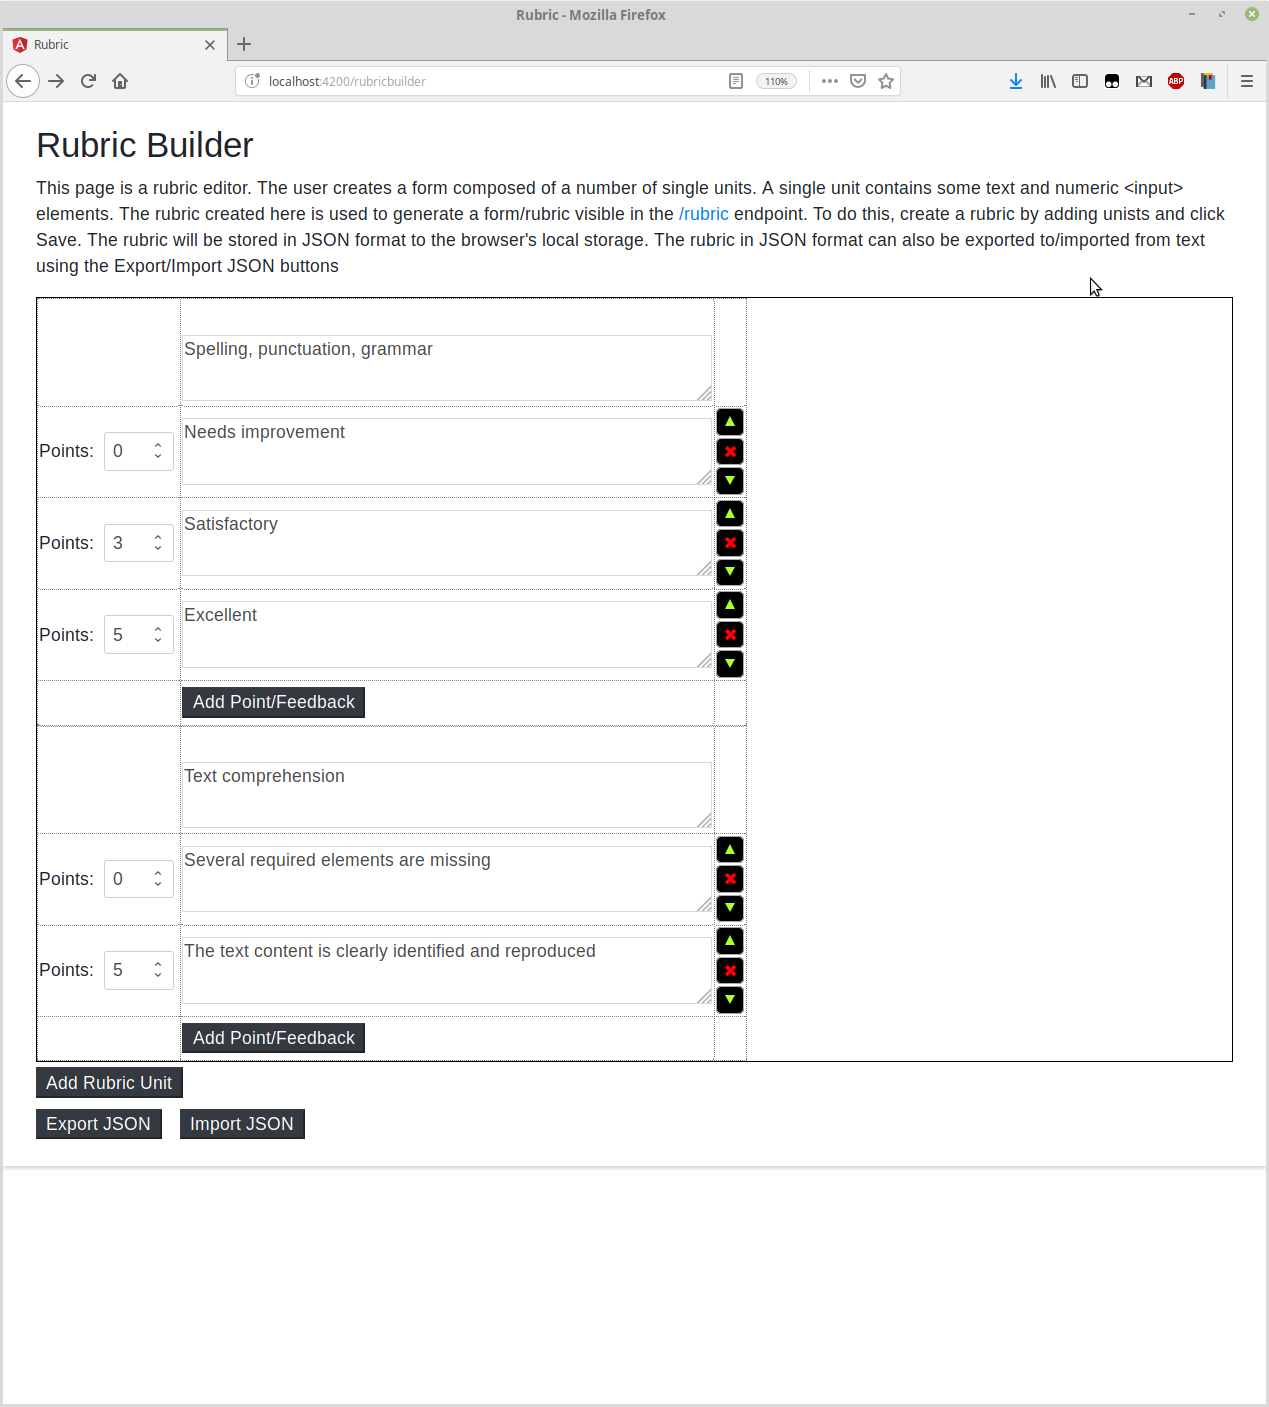 Rubric - Mozilla Firefox
Rubric
localhost:4200/rubricbuilder
110%
ABP
Rubric Builder
This page is a rubric editor. The user creates a form composed of a number of single units. A single unit contains some text and numeric <input>
elements. The rubric created here is used to generate a form/rubric visible in the /rubric endpoint. To do this, create a rubric by adding unists and click
Save. The rubric will be stored in JSON format to the browser's local storage. The rubric in JSON format can also be exported to/imported from text
using the Export/Import JSON buttons
Spelling, punctuation, grammar
Points: 0 Needs improvement
Points: 3 Satisfactory
Points: 5 Excellent
Add Point/Feedback
Text comprehension
Points: 0 Several required elements are missing
Points: 5 The text content is clearly identified and reproduced
Add Point/Feedback
Add Rubric Unit
Export JSON Import JSON